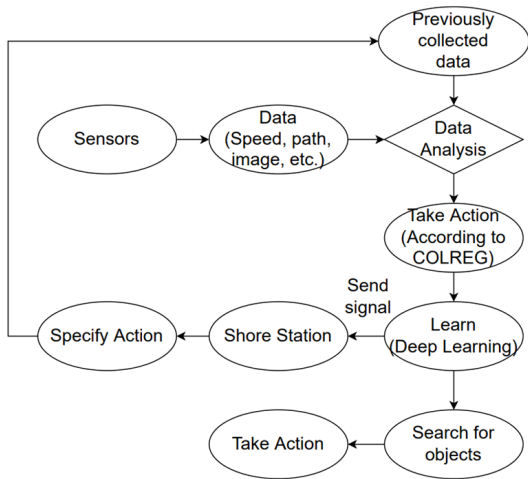 Previously
collected
data
Sensors
Data
(Speed, path,
image, etc.)
Data
Analysis
Take Action
(According to
COLREG)
Send
signal
Specify Action
Shore Station
Learn
(Deep Learning)
Take Action
Search for
objects